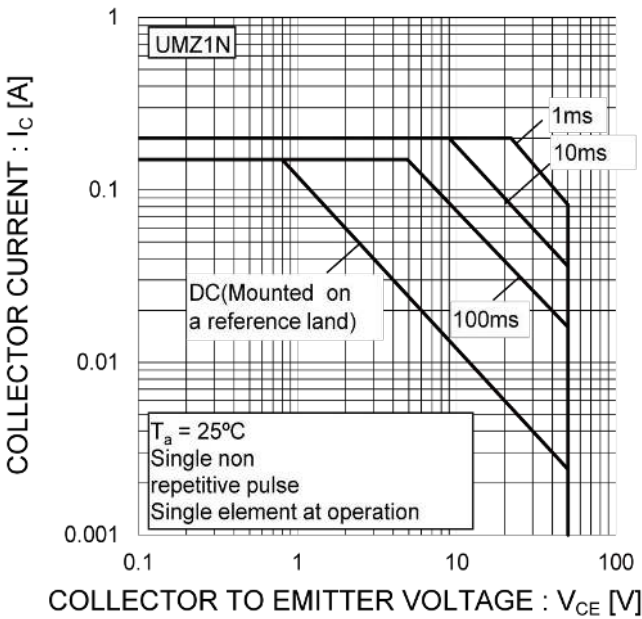 COLLECTOR CURRENT : IC [A]
1
0.1
0.01
0.001
UMZ1N
1ms
10ms
100ms
DC(Mounted on
a reference land)
Ta = 25ºC
Single non
repetitive pulse
Single element at operation
0.1
1
10
100
COLLECTOR TO EMITTER VOLTAGE : VCE [V]